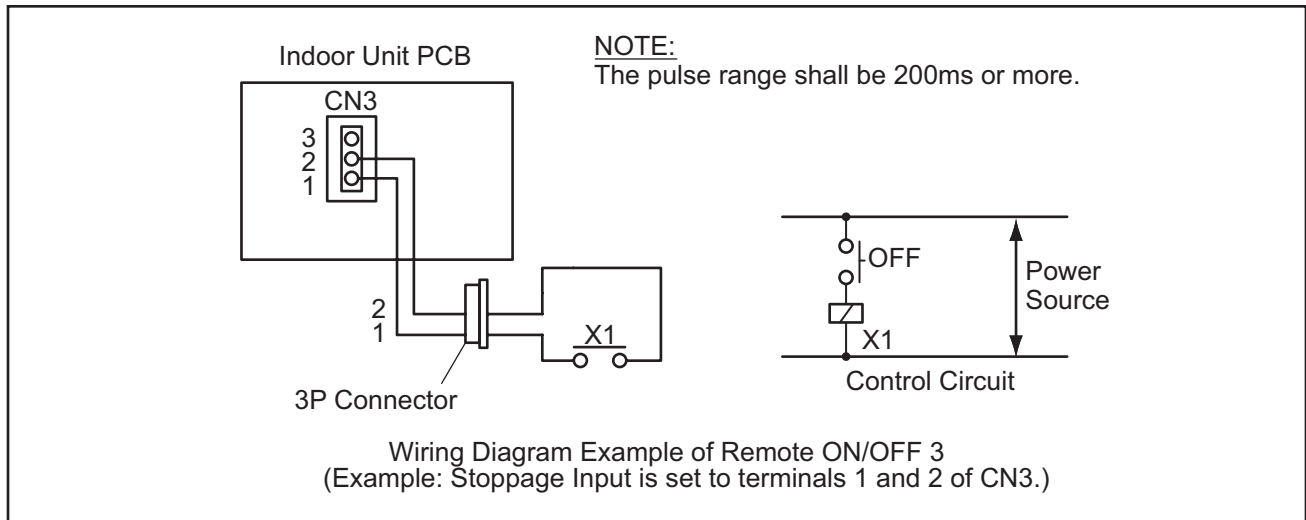 Indoor Unit PCB
NOTE:
The pulse range shall be 200ms or more.
CN3
3
2
1
OFF
Power
Source
2
1
X1
X1
3P Connector
Control Circuit
Wiring Diagram Example of Remote ON/OFF 3
(Example: Stoppage Input is set to terminals 1 and 2 of CN3.)